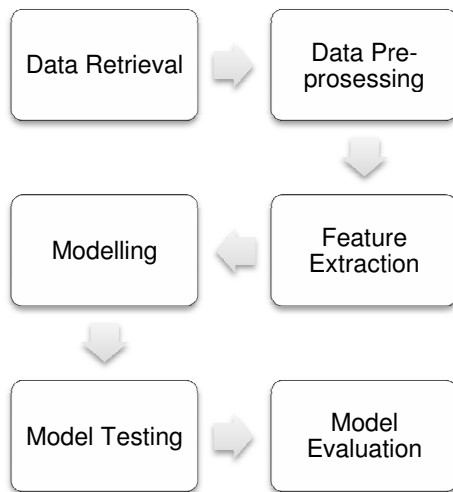 Data Retrieval
Data Pre-
prosessing
Feature
Extraction
Modelling
Model Testing
Model
Evaluation